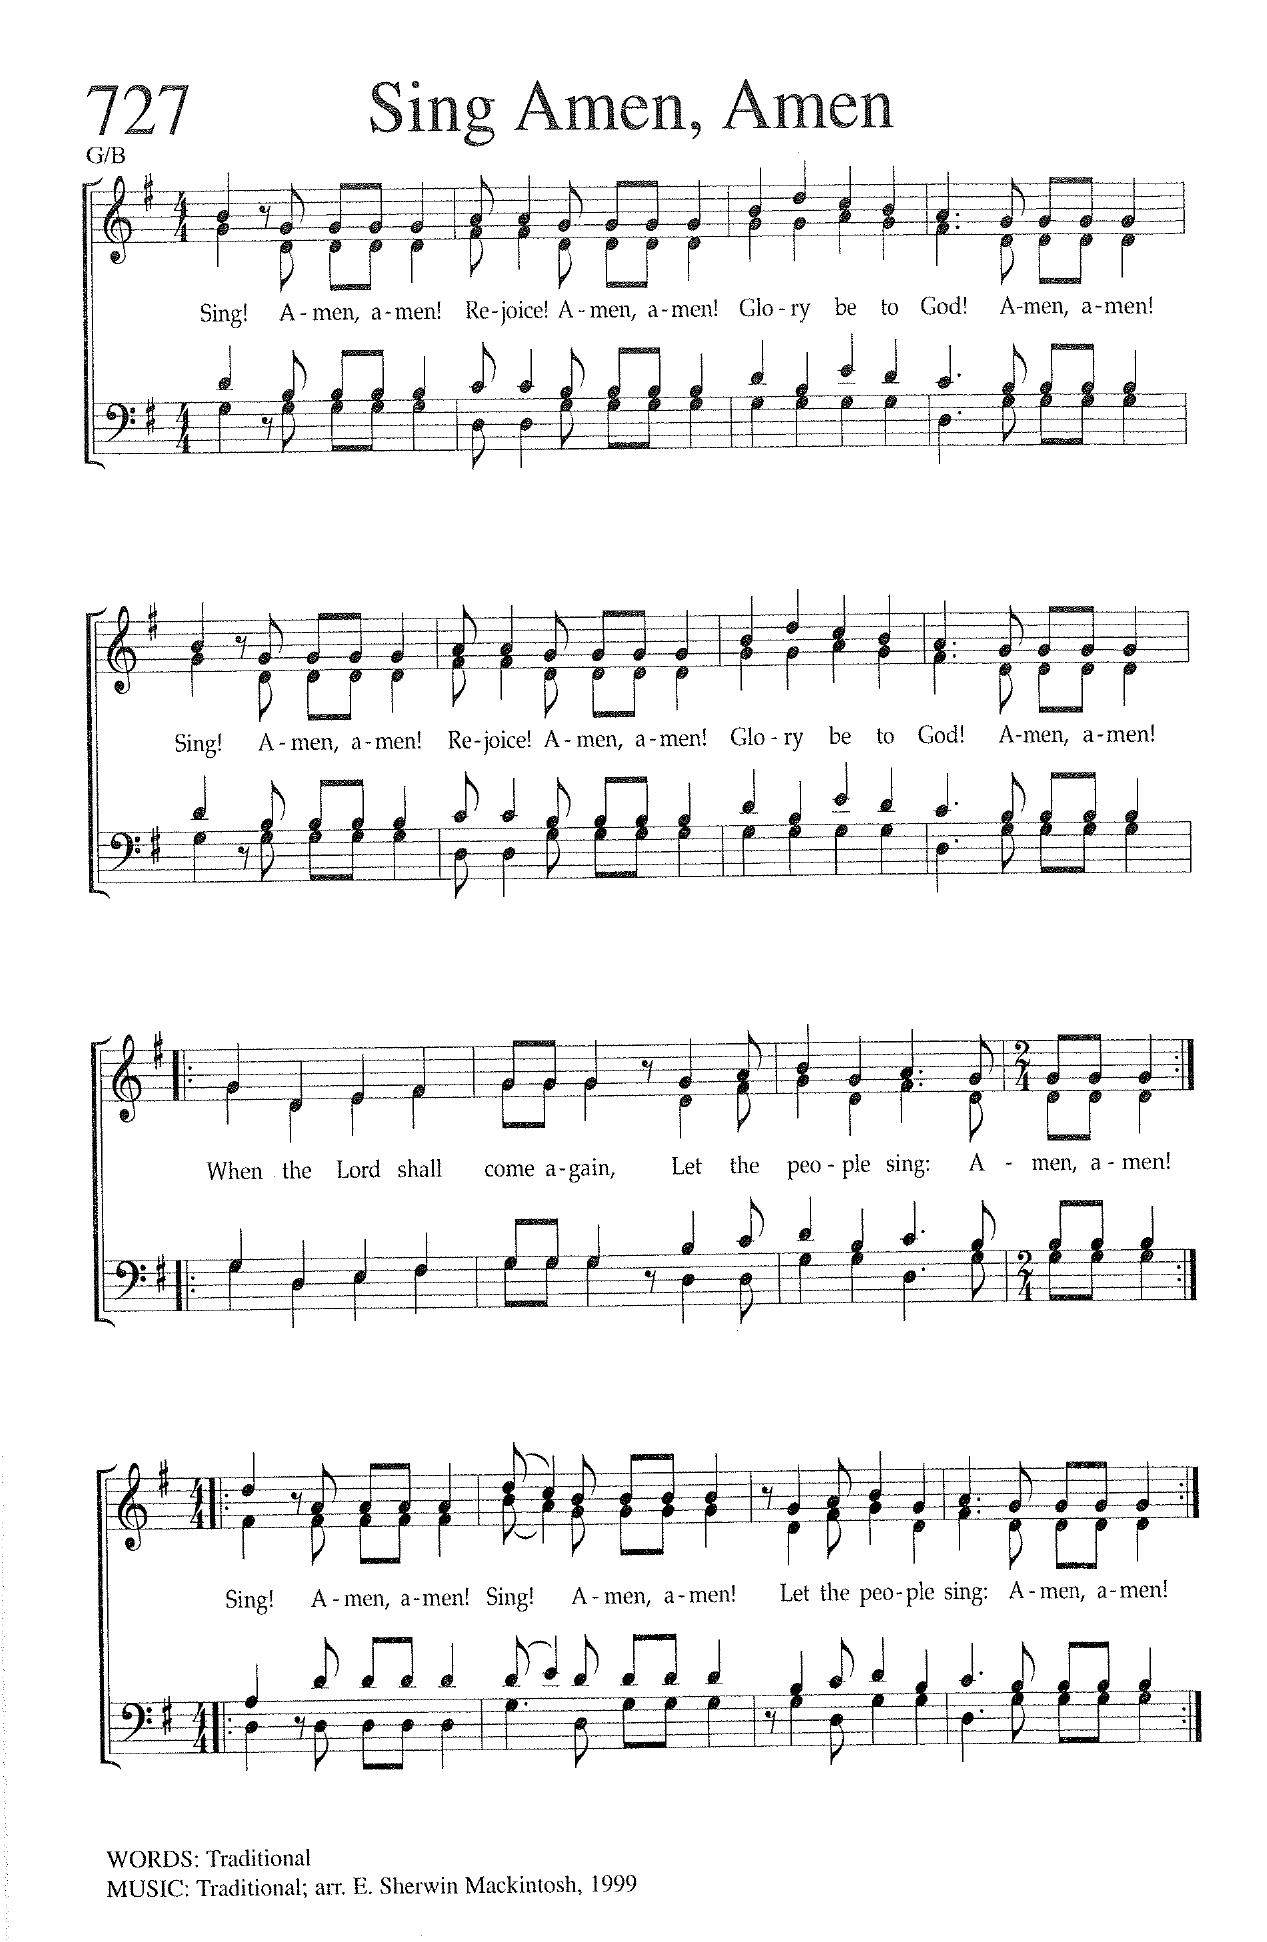 727 Sing Amen, Amen
G/B
Sing! A - men, a - men! Re - joice! A - men, a - men! Glo - ry be to God! A - men, a - men!
Sing! A - men, a - men! Re - joice! A - men, a - men! Glo - ry be to God! A - men, a - men!
When the Lord shall come a - gain, Let the peo - ple sing: A - men, a - men!
Sing! A - men, a - men! Sing! A - men, a - men! Let the peo - ple sing: A - men, a - men!
WORDS: Traditional
MUSIC: Traditional; arr. E. Sherwin Mackintosh, 1999